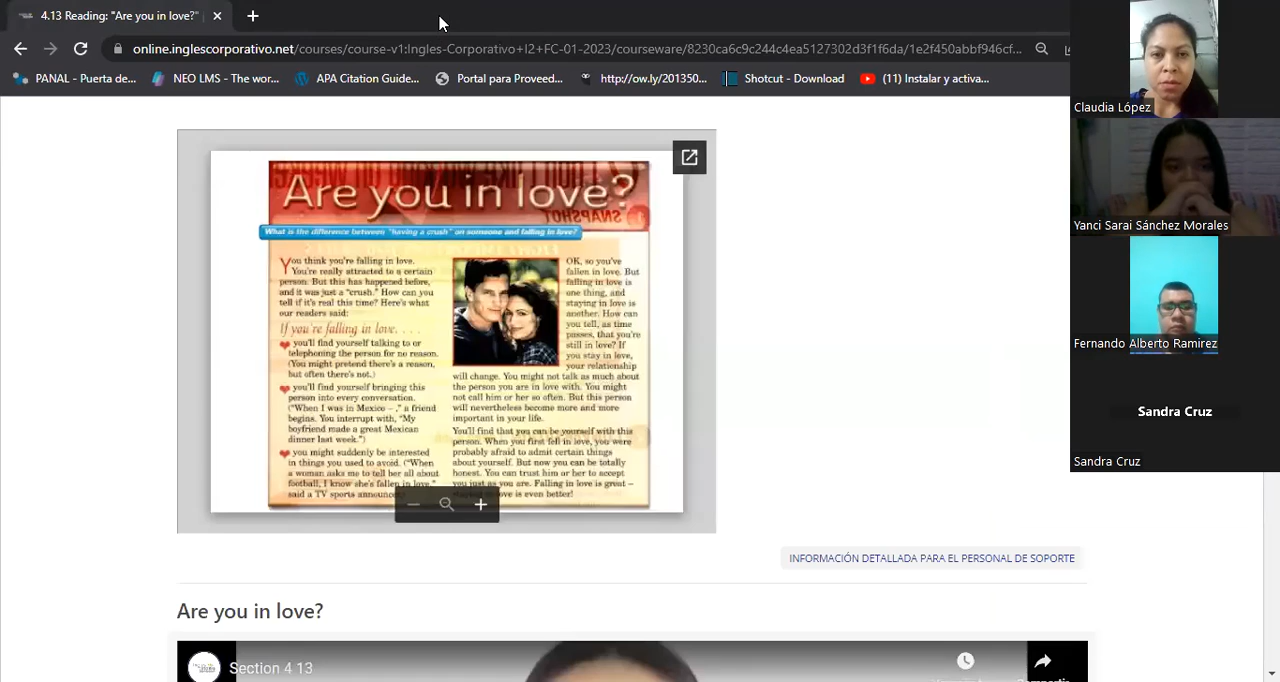 4.13 Reading: "Are you in love?"
online.inglescorporativo.net/courses/course-v1:Ingles-Corporativo+I2+FC-01-2023/courseware/8230ca6c9c244c4ea5127302d3f1f6da/1e2f450abbf946cf...
PANAL - Puerta de...
NEO LMS - The wor...
APA Citation Guide...
Portal para Proveed...
http://ow.ly/201350...
Shotcut - Download
(11) Instalar y activa...
Claudia López
Yanci Sarai Sánchez Morales
Fernando Alberto Ramirez
Sandra Cruz
Sandra Cruz
Are you in love?
SNAPSHOT
What is the difference between "having a crush" on someone and falling in love?
You think you're falling in love.
You're really attracted to a certain
person. But this has happened before,
and it was just a "crush." How can you
tell if it's real this time? Here's what
our readers said:
If you're falling in love. . . .
you'll find yourself talking to or
telephoning the person for no reason.
(You might pretend there's a reason,
but often there's not.)
you'll find yourself bringing this
person into every conversation.
("When I was in Mexico – ," a friend
begins. You interrupt with, "My
boyfriend made a great Mexican
dinner last week.")
you might suddenly be interested
in things you used to avoid. ("When
a woman asks me to tell her all about
football, I know she's fallen in love,"
said a TV sports announc
OK, so you've
fallen in love. But
falling in love is
one thing, and
staying in love is
another. How can
you tell, as time
passes, that you're
still in love? If
you stay in love,
your relationship
will change. You might not talk as much about
the person you are in love with. You might
not call him or her so often. But this person
will nevertheless become more and more
important in your life.
You'll find that you can be yourself with this
person. When you first fell in love, you were
probably afraid to admit certain things
about yourself. But now you can be totally
honest. You can trust him or her to accept
you just as you are. Falling in love is great –
love is even better!
INFORMACIÓN DETALLADA PARA EL PERSONAL DE SOPORTE
Are you in love?
Section 4 13